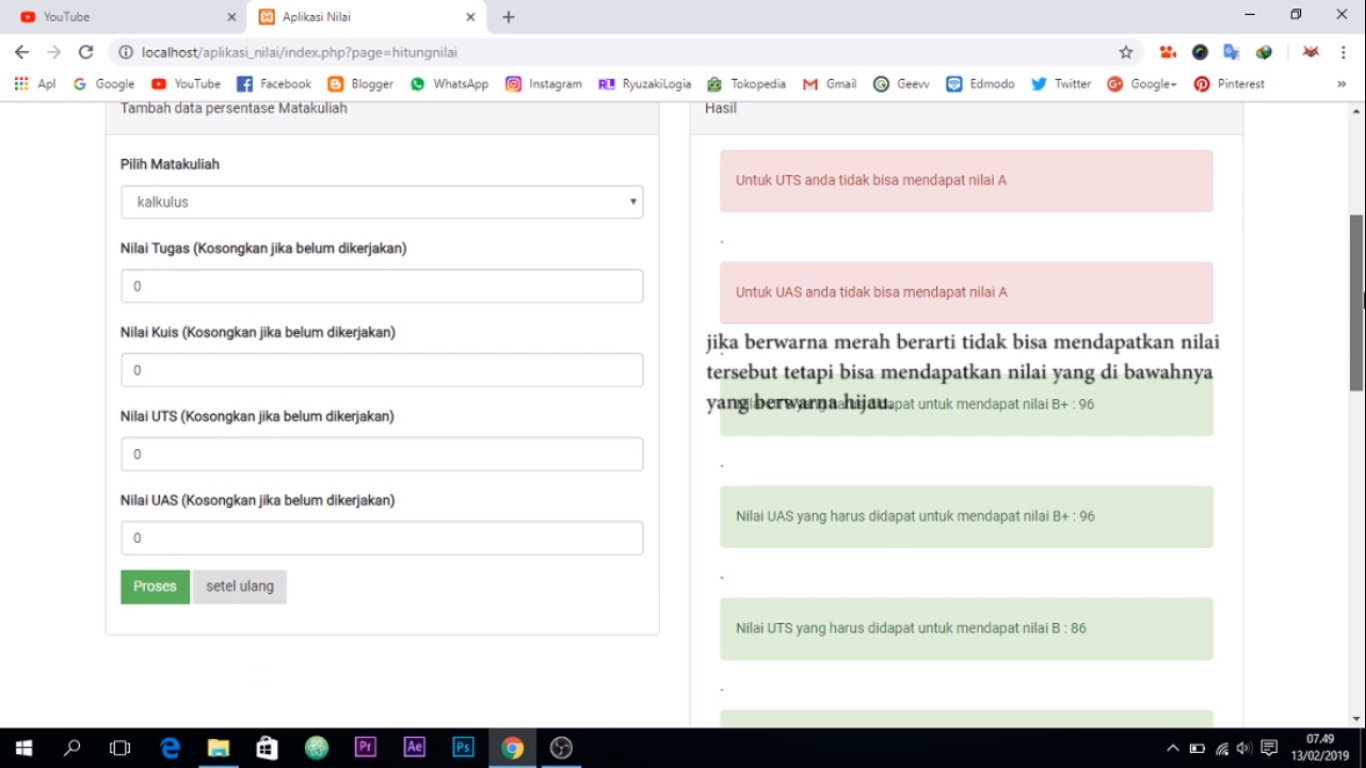 YouTube
Aplikasi Nilai
localhost/aplikasi_nilai/index.php?page=hitungnilai
Apl Google YouTube Facebook Blogger WhatsApp Instagram RyuzakiLogia Tokopedia Gmail Geevv Edmodo Twitter Google+ Pinterest »
Tambah data persentase Matakuliah
Pilih Matakuliah
kalkulus
Nilai Tugas (Kosongkan jika belum dikerjakan)
0
Nilai Kuis (Kosongkan jika belum dikerjakan)
0
Nilai UTS (Kosongkan jika belum dikerjakan)
0
Nilai UAS (Kosongkan jika belum dikerjakan)
0
Proses setel ulang
Hasil
Untuk UTS anda tidak bisa mendapat nilai A
.
Untuk UAS anda tidak bisa mendapat nilai A
jika berwarna merah berarti tidak bisa mendapatkan nilai
tersebut tetapi bisa mendapatkan nilai yang di bawahnya
yang berwarna hijau.
didapat untuk mendapat nilai B+ : 96
.
Nilai UAS yang harus didapat untuk mendapat nilai B+ : 96
.
Nilai UTS yang harus didapat untuk mendapat nilai B : 86
.
Pr Ae Ps
07.49
13/02/2019